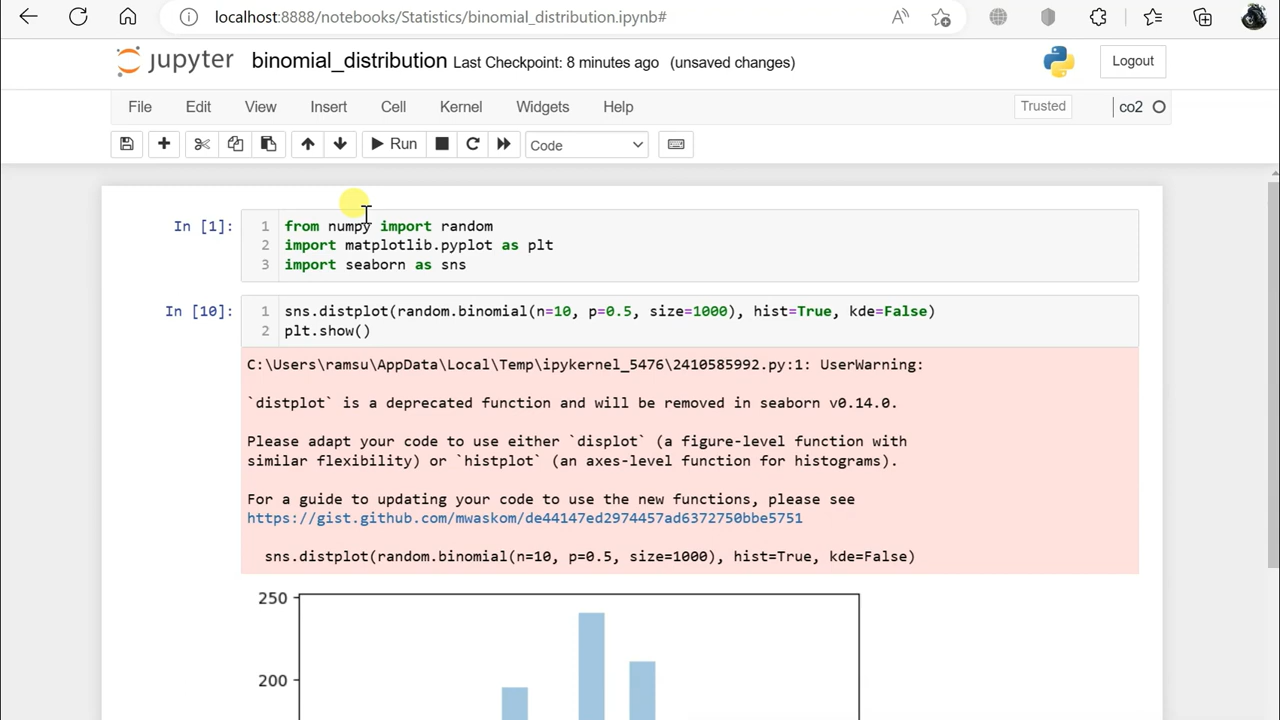 localhost:8888/notebooks/Statistics/binomial_distribution.ipynb#
jupyter binomial_distribution Last Checkpoint: 8 minutes ago (unsaved changes) Logout
File Edit View Insert Cell Kernel Widgets Help Trusted co2
Run Code
In [1]: 1 from numpy import random
2 import matplotlib.pyplot as plt
3 import seaborn as sns
In [10]: 1 sns.distplot(random.binomial(n=10, p=0.5, size=1000), hist=True, kde=False)
2 plt.show()
C:\Users\ramsu\AppData\Local\Temp\ipykernel_5476\2410585992.py:1: UserWarning:
`distplot` is a deprecated function and will be removed in seaborn v0.14.0.
Please adapt your code to use either `displot` (a figure-level function with
similar flexibility) or `histplot` (an axes-level function for histograms).
For a guide to updating your code to use the new functions, please see
https://gist.github.com/mwaskom/de44147ed2974457ad6372750bbe5751
sns.distplot(random.binomial(n=10, p=0.5, size=1000), hist=True, kde=False)
250
200